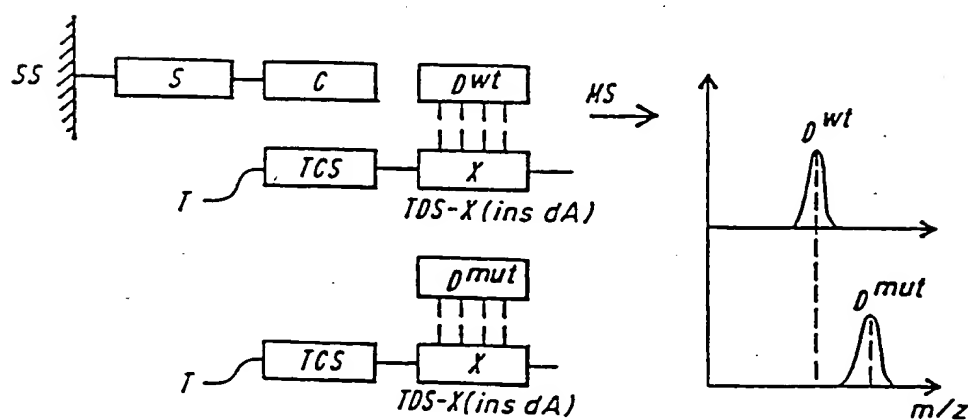 SS
S
C
D wt
MS
T
TCS
X
TDS-X(ins dA)
D mut
T
TCS
X
TDS-X(ins dA)
D wt
D mut
m/z